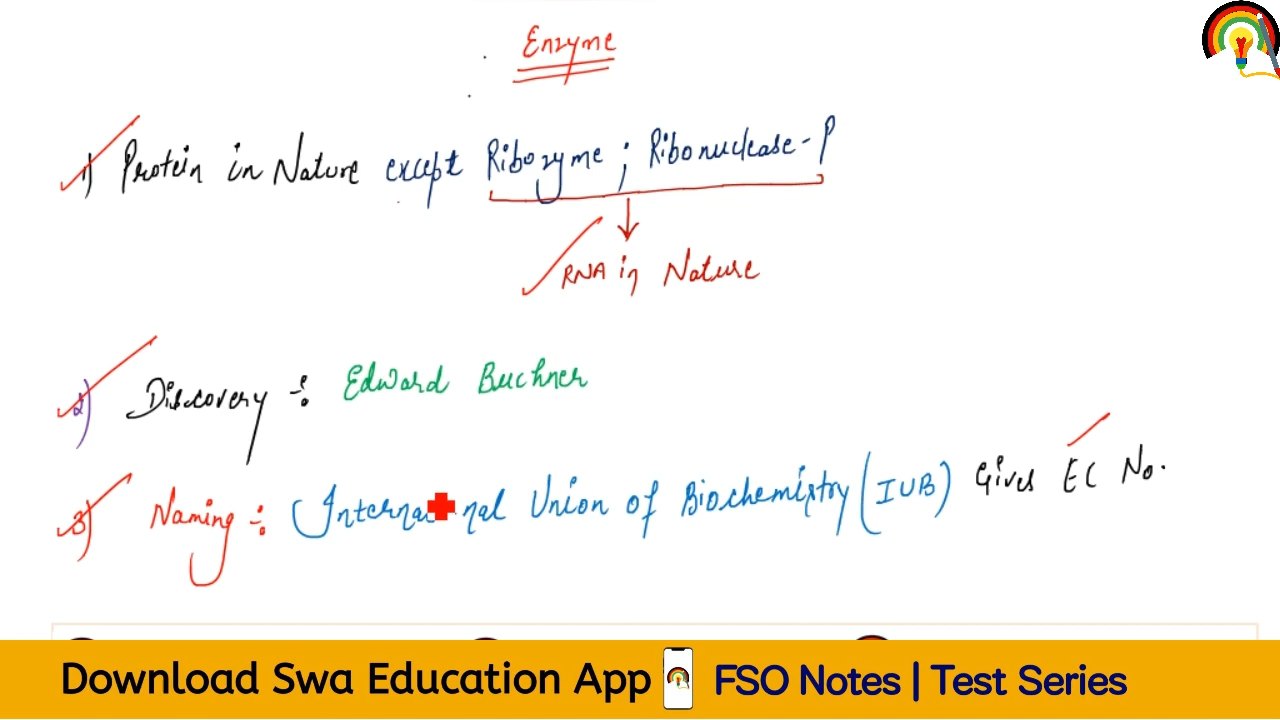 Enzyme
1) Protein in Nature except Ribozyme ; Ribonuclease-P
RNA in Nature
2) Discovery ÷ Edward Buchner
3) Naming ÷ International Union of Biochemistry (IUB) Gives EC No.
Download Swa Education App FSO Notes | Test Series